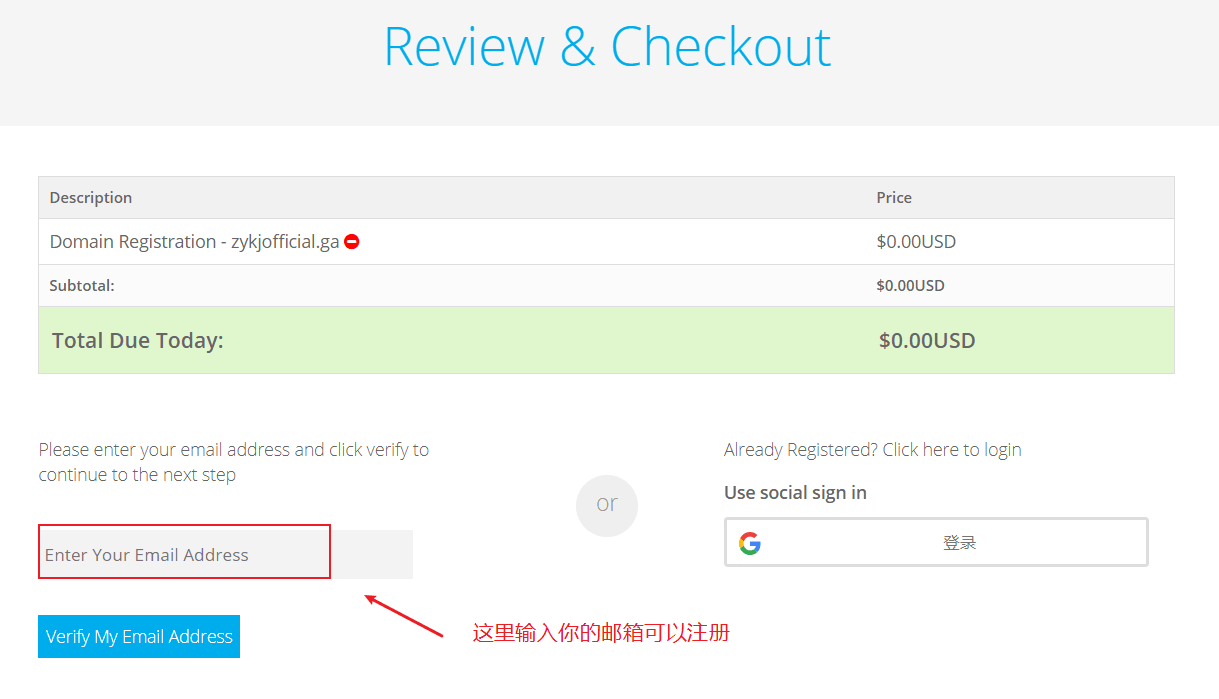 Review & Checkout
Description Price
Domain Registration - zykjofficial.ga $0.00USD
Subtotal: $0.00USD
Total Due Today: $0.00USD
Please enter your email address and click verify to
continue to the next step
or
Already Registered? Click here to login
Use social sign in
Enter Your Email Address
登录
Verify My Email Address
这里输入你的邮箱可以注册